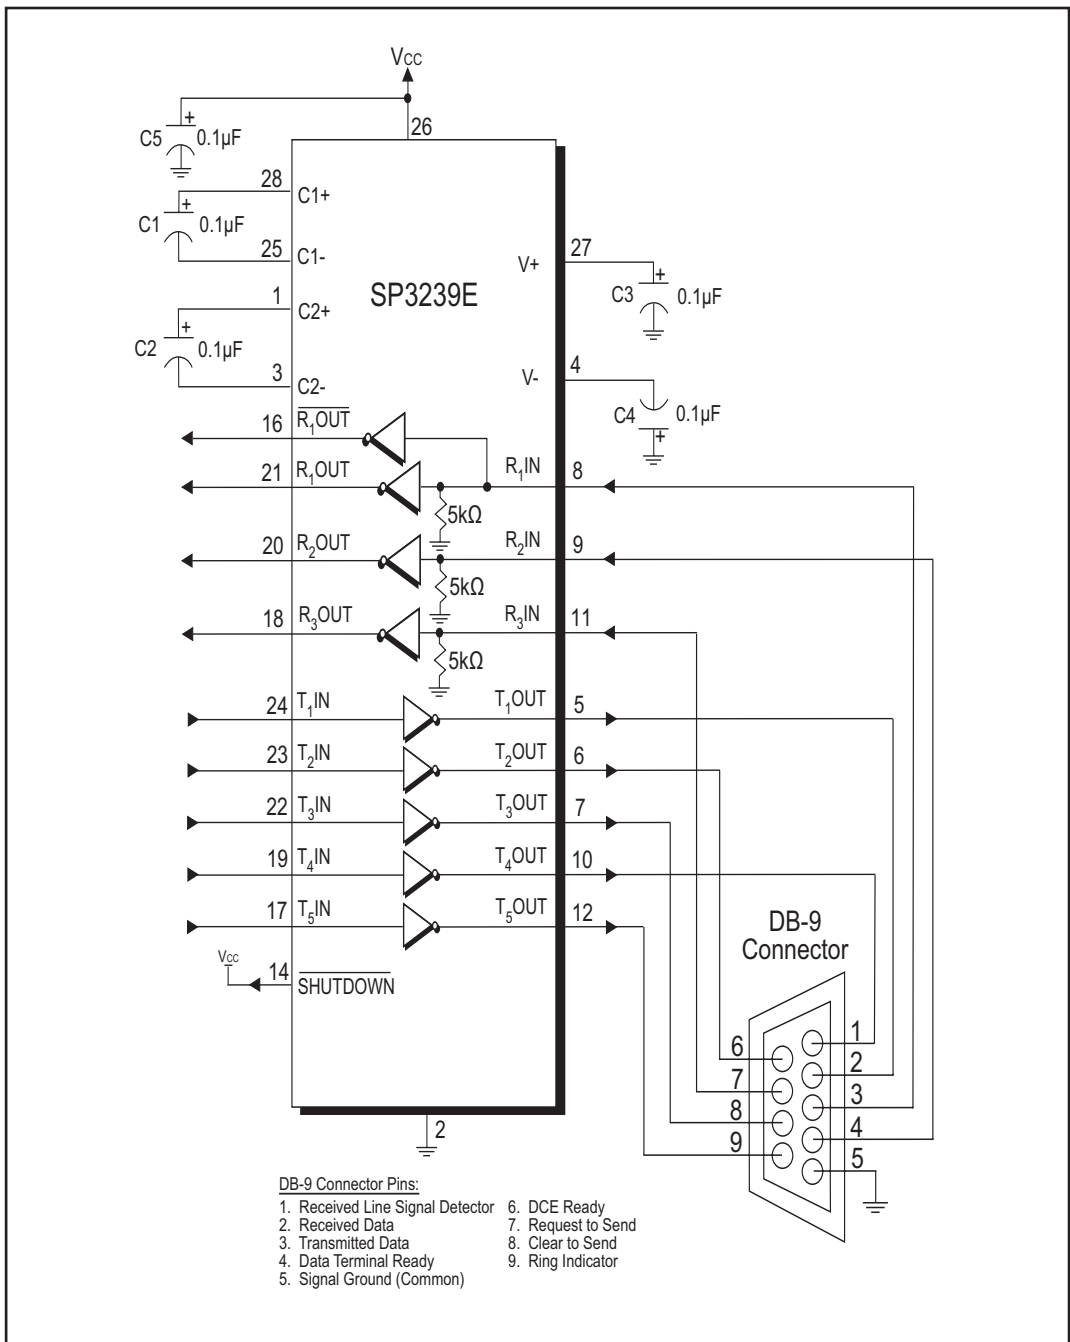 VCC
26
C5
+
0.1µF
28
C1+
C1
+
0.1µF
25
C1-
SP3239E
V+
27
+
C3
0.1µF
1
C2+
C2
+
0.1µF
3
C2-
V-
4
C4
0.1µF
+
16
R1OUT
21
R1OUT
R1IN
8
5kΩ
20
R2OUT
R2IN
9
5kΩ
18
R3OUT
R3IN
11
5kΩ
24
T1IN
T1OUT
5
23
T2IN
T2OUT
6
22
T3IN
T3OUT
7
19
T4IN
T4OUT
10
17
T5IN
T5OUT
12
VCC
14
SHUTDOWN
DB-9
Connector
1
6
2
7
3
8
4
9
5
2
DB-9 Connector Pins:
1. Received Line Signal Detector
2. Received Data
3. Transmitted Data
4. Data Terminal Ready
5. Signal Ground (Common)
6. DCE Ready
7. Request to Send
8. Clear to Send
9. Ring Indicator